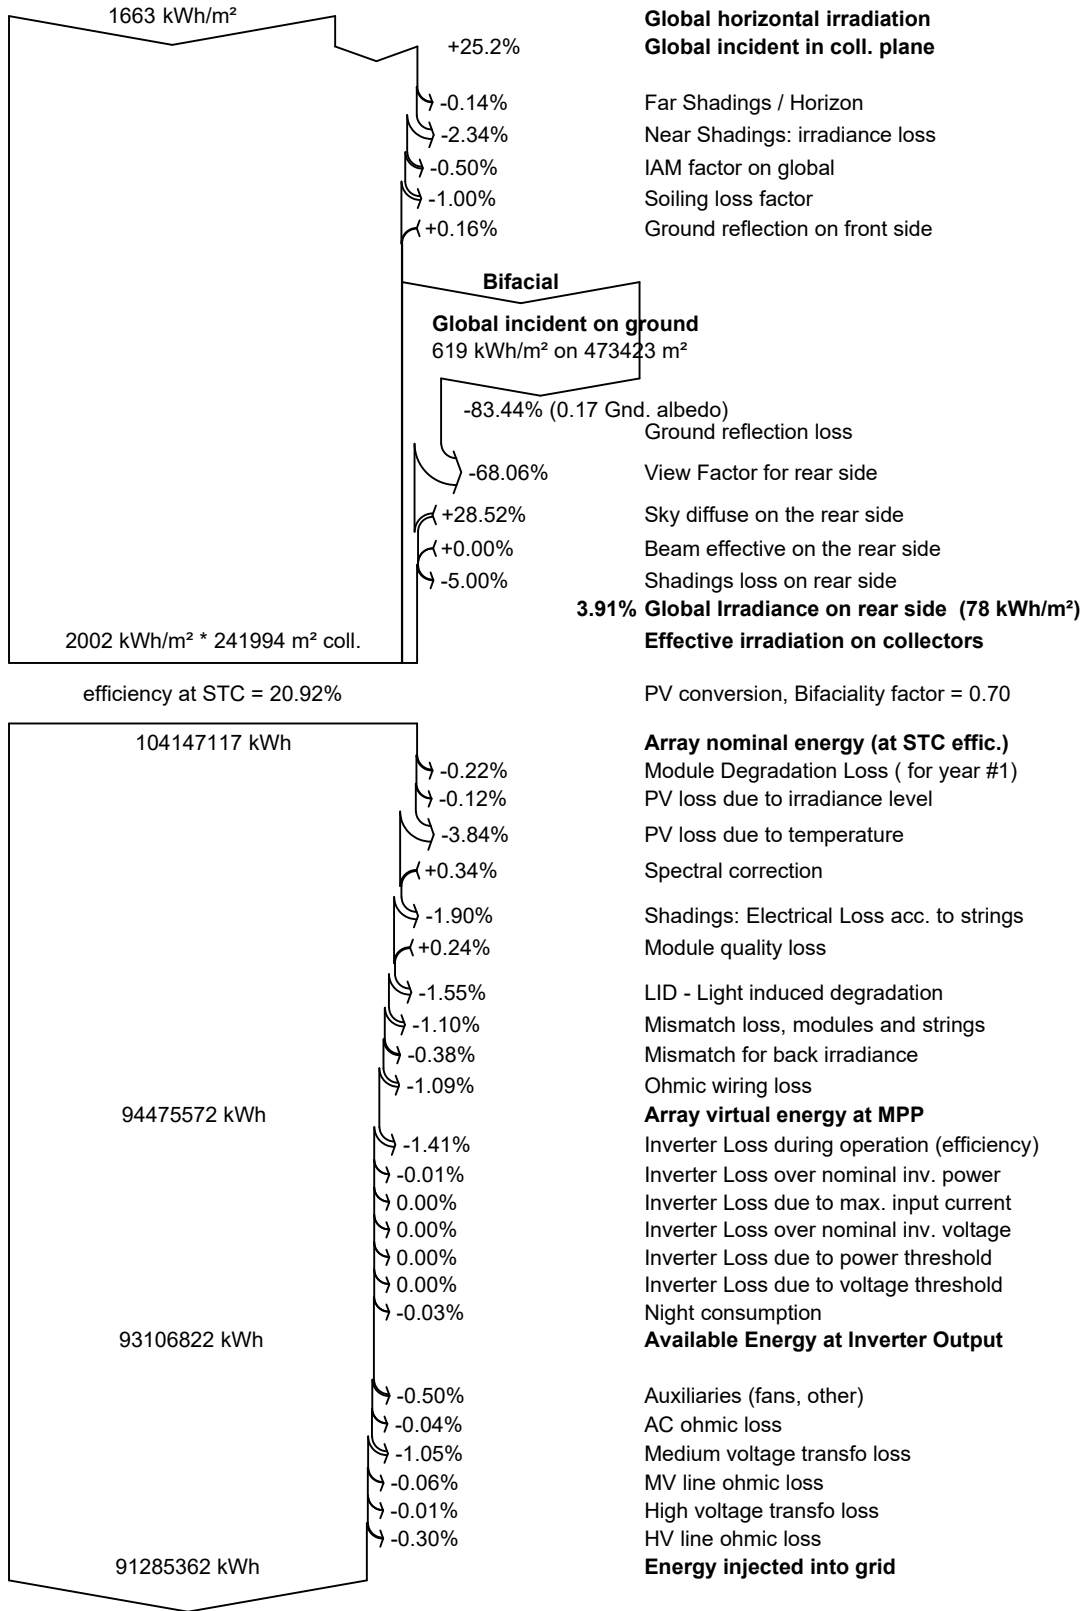 1663 kWh/m² Global horizontal irradiation
+25.2% Global incident in coll. plane
-0.14% Far Shadings / Horizon
-2.34% Near Shadings: irradiance loss
-0.50% IAM factor on global
-1.00% Soiling loss factor
+0.16% Ground reflection on front side
Bifacial
Global incident on ground
619 kWh/m² on 473423 m²
-83.44% (0.17 Gnd. albedo)
Ground reflection loss
-68.06% View Factor for rear side
+28.52% Sky diffuse on the rear side
+0.00% Beam effective on the rear side
-5.00% Shadings loss on rear side
3.91% Global Irradiance on rear side (78 kWh/m²)
2002 kWh/m² * 241994 m² coll. Effective irradiation on collectors
efficiency at STC = 20.92% PV conversion, Bifaciality factor = 0.70
104147117 kWh Array nominal energy (at STC effic.)
-0.22% Module Degradation Loss ( for year #1)
-0.12% PV loss due to irradiance level
-3.84% PV loss due to temperature
+0.34% Spectral correction
-1.90% Shadings: Electrical Loss acc. to strings
+0.24% Module quality loss
-1.55% LID - Light induced degradation
-1.10% Mismatch loss, modules and strings
-0.38% Mismatch for back irradiance
-1.09% Ohmic wiring loss
94475572 kWh Array virtual energy at MPP
-1.41% Inverter Loss during operation (efficiency)
-0.01% Inverter Loss over nominal inv. power
0.00% Inverter Loss due to max. input current
0.00% Inverter Loss over nominal inv. voltage
0.00% Inverter Loss due to power threshold
0.00% Inverter Loss due to voltage threshold
-0.03% Night consumption
93106822 kWh Available Energy at Inverter Output
-0.50% Auxiliaries (fans, other)
-0.04% AC ohmic loss
-1.05% Medium voltage transfo loss
-0.06% MV line ohmic loss
-0.01% High voltage transfo loss
-0.30% HV line ohmic loss
91285362 kWh Energy injected into grid